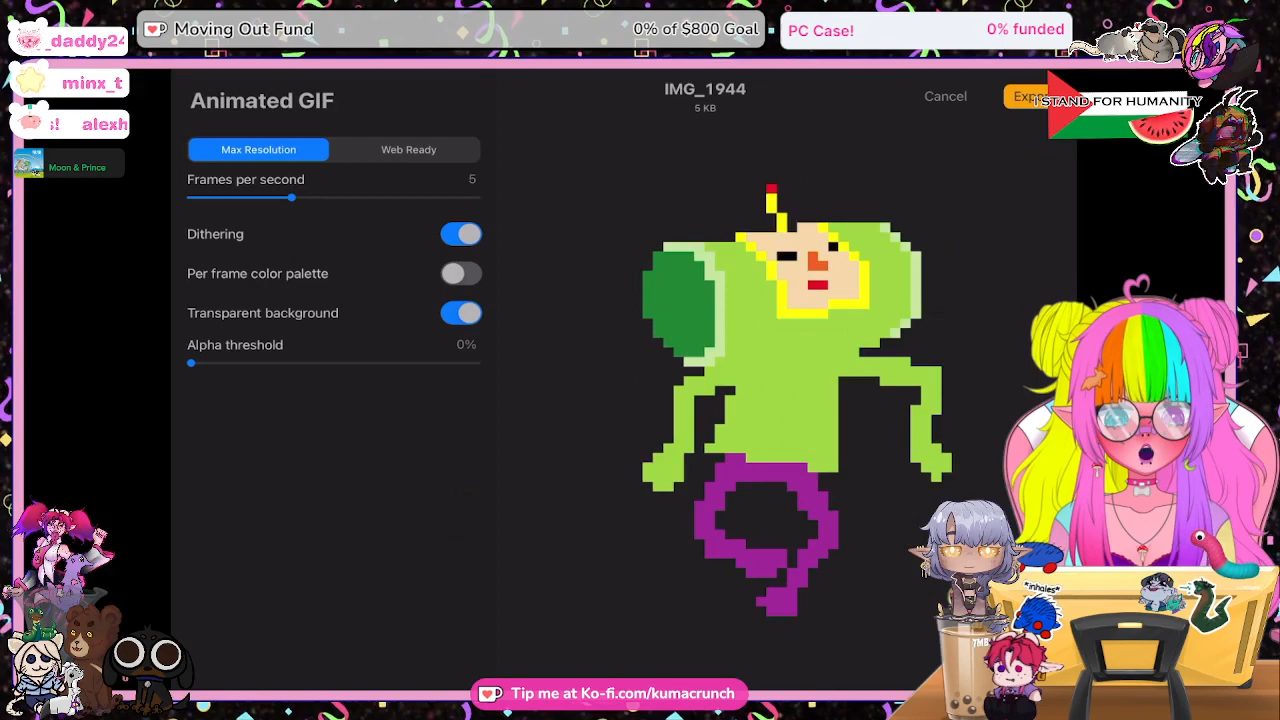 _daddy24
Moving Out Fund
0% of $800 Goal
PC Case!
0% funded
minx_t
s! alexh
Moon & Prince
Animated GIF
IMG_1944
5 KB
Cancel
Expo
I STAND FOR HUMANITY
Max Resolution
Web Ready
Frames per second
5
Dithering
Per frame color palette
Transparent background
Alpha threshold
0%
*inhales*
Tip me at Ko-fi.com/kumacrunch